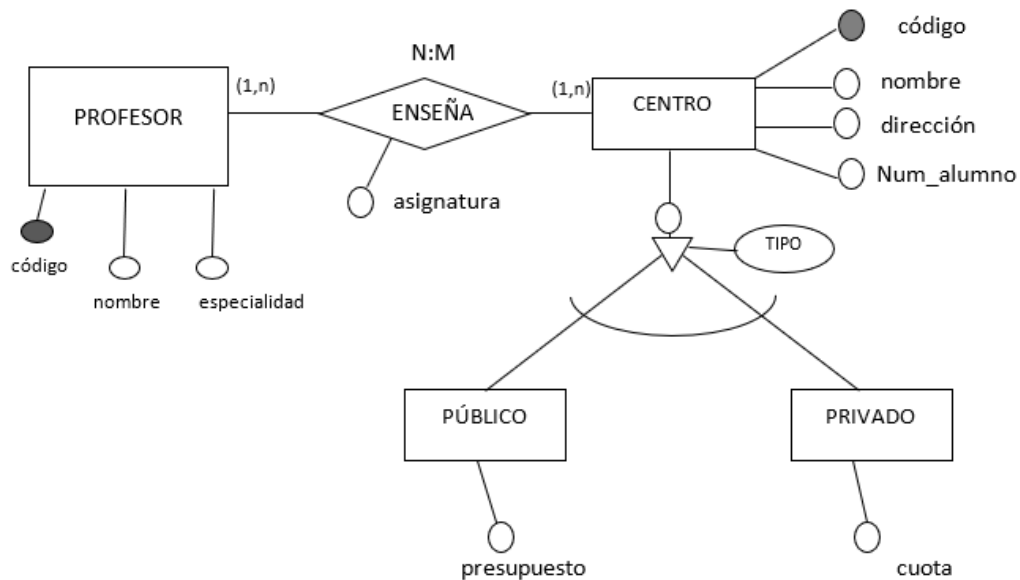 código
N:M
nombre
(1,n)
(1,n)
PROFESOR
ENSEÑA
CENTRO
dirección
Num_alumno
asignatura
TIPO
código
nombre
especialidad
PÚBLICO
PRIVADO
presupuesto
cuota